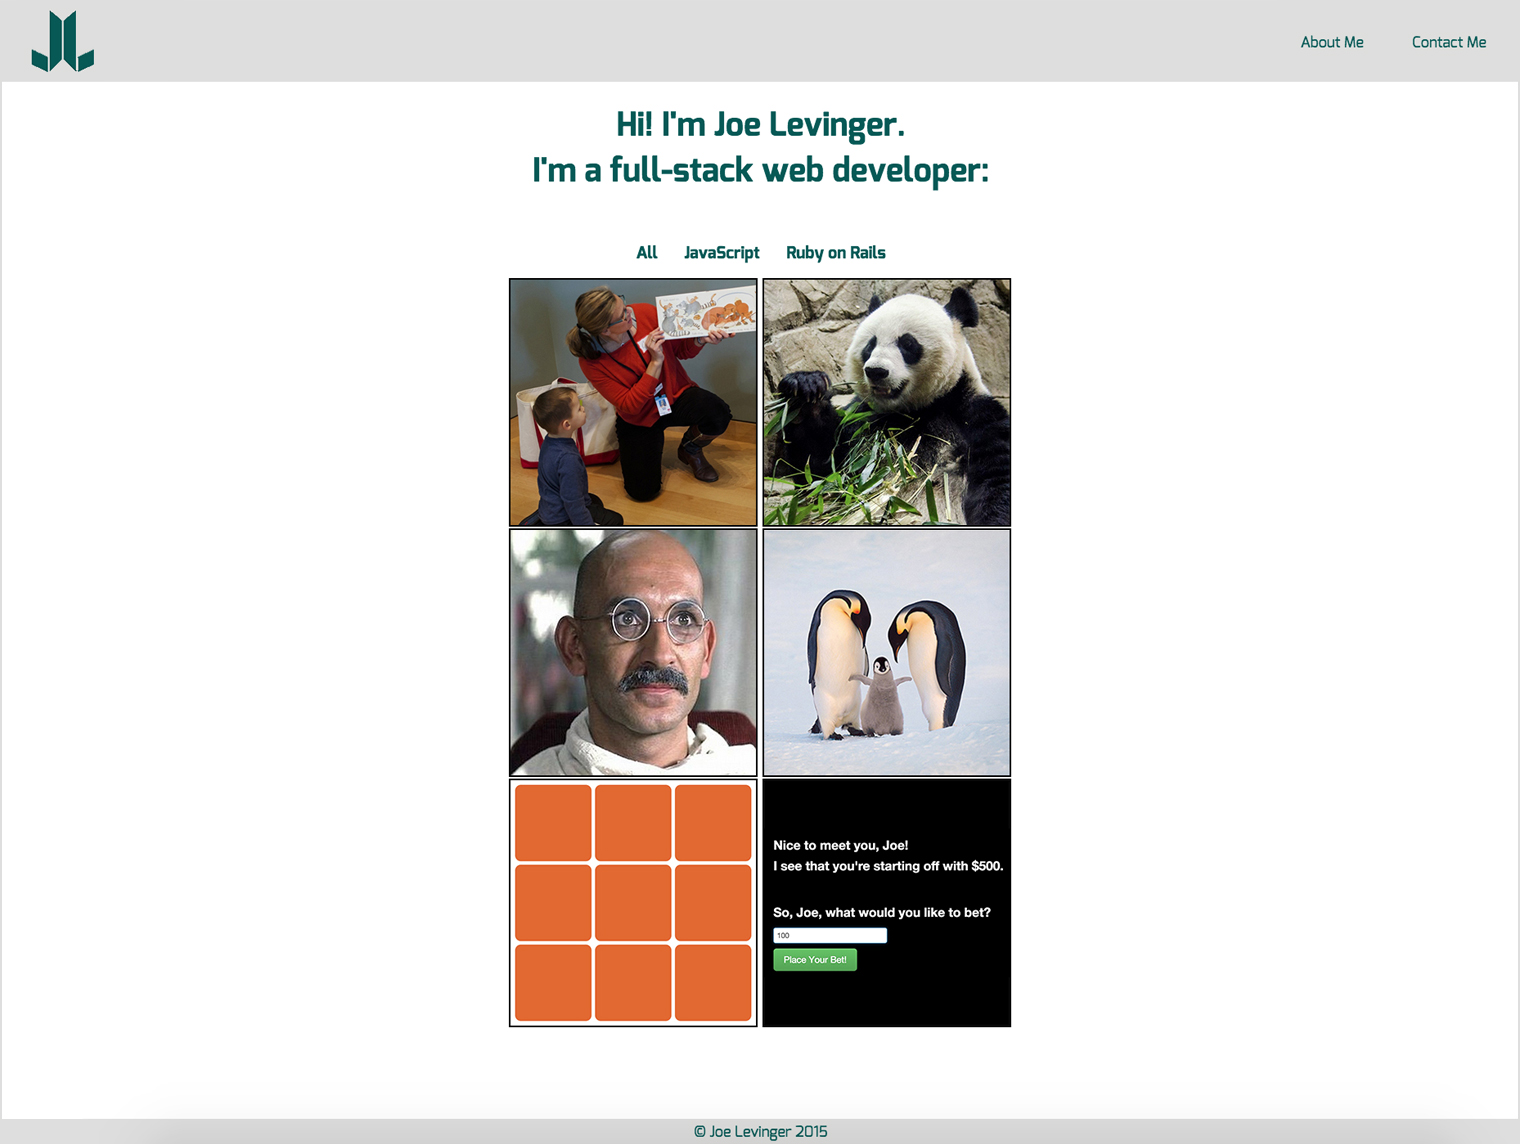 About Me Contact Me
Hi! I'm Joe Levinger.
I'm a full-stack web developer:
All JavaScript Ruby on Rails
Nice to meet you, Joe!
I see that you're starting off with $500.
So, Joe, what would you like to bet?
100
Place Your Bet!
© Joe Levinger 2015